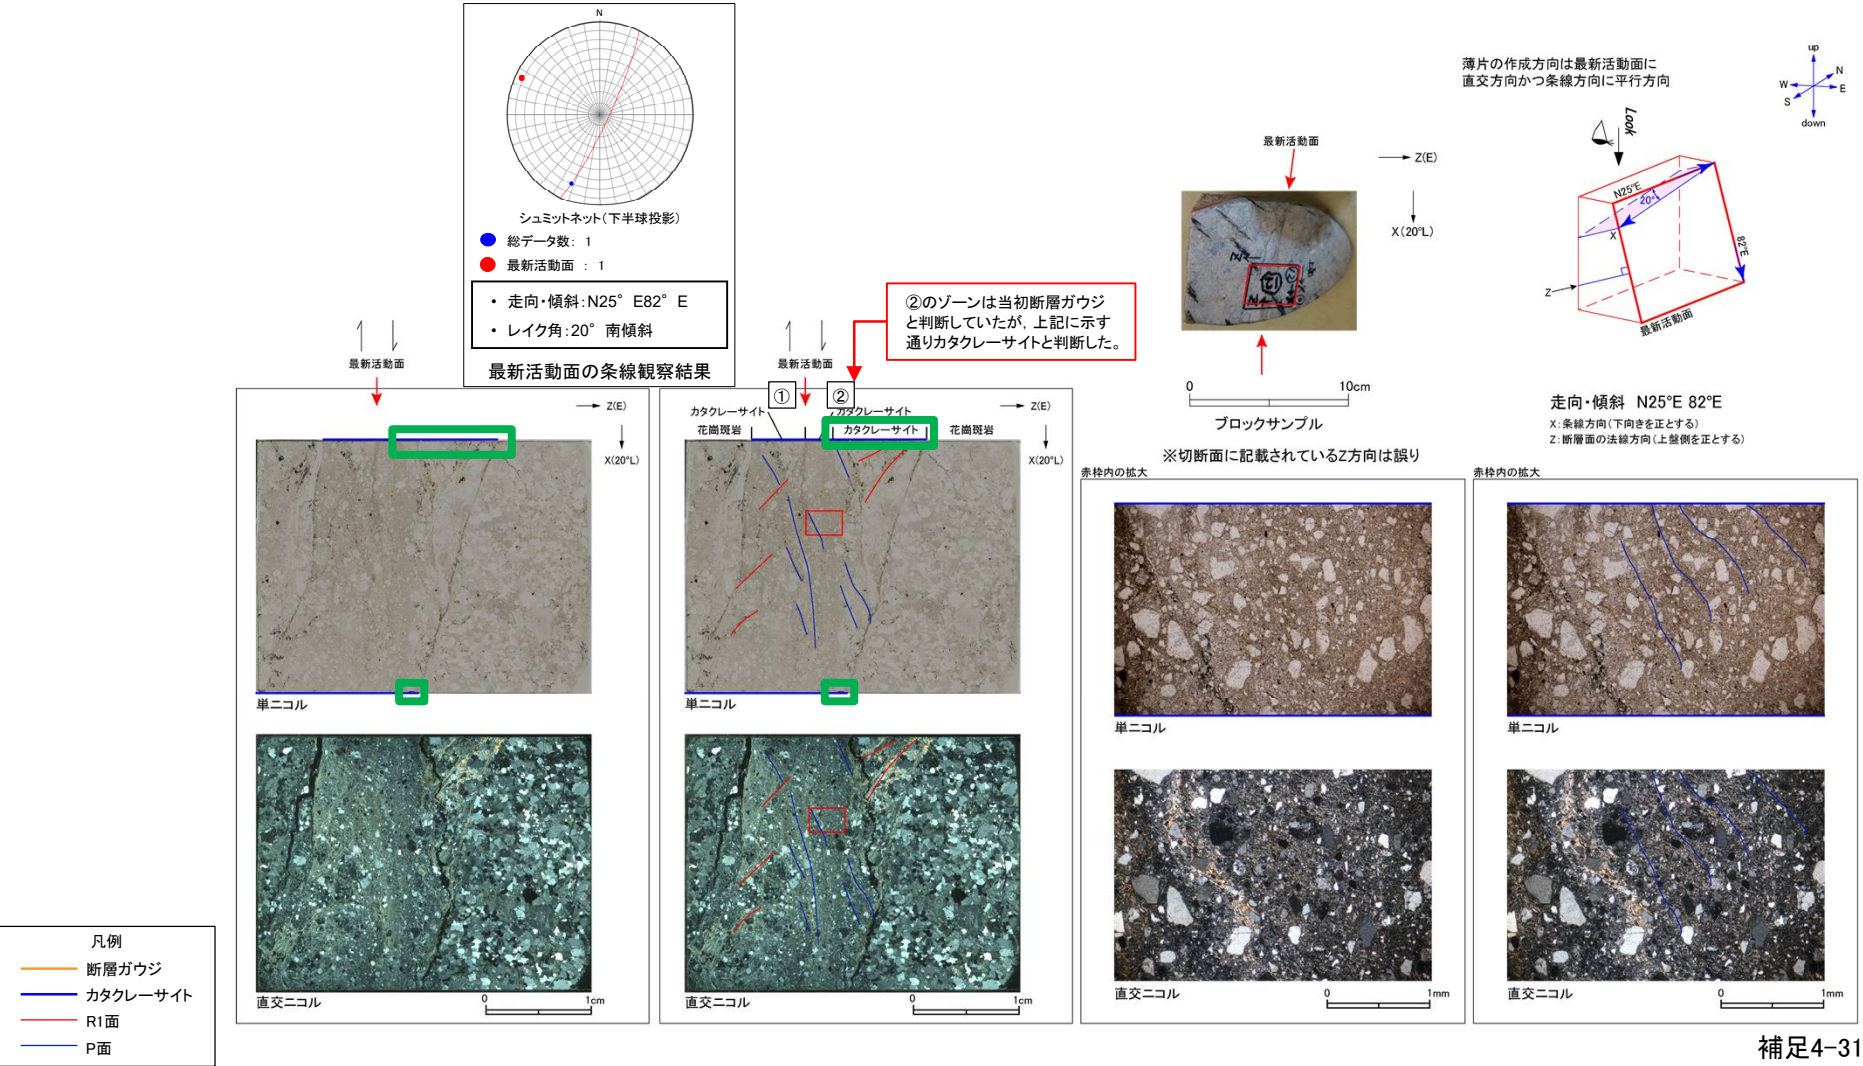 N
シュミットネット(下半球投影)
総データ数: 1
最新活動面 : 1
・ 走向・傾斜:N25° E82° E
・ レイク角:20° 南傾斜
最新活動面の条線観察結果
②のゾーンは当初断層ガウジ
と判断していたが, 上記に示す
通りカタクレーサイトと判断した。
最新活動面
Z(E)
X(20°L)
0 10cm
ブロックサンプル
※切断面に記載されているZ方向は誤り
薄片の作成方向は最新活動面に
直交方向かつ条線方向に平行方向
up
N
W
E
S
down
Look
N25°E
20°
X
82°E
Z
最新活動面
走向・傾斜 N25°E 82°E
X:条線方向(下向きを正とする)
Z:断層面の法線方向(上盤側を正とする)
最新活動面
Z(E)
X(20°L)
単ニコル
直交ニコル
0 1cm
最新活動面
① ②
カタクレーサイト
カタクレーサイト
花崗斑岩
カタクレーサイト
花崗斑岩
Z(E)
X(20°L)
単ニコル
直交ニコル
0 1cm
赤枠内の拡大
単ニコル
直交ニコル
0 1mm
赤枠内の拡大
単ニコル
直交ニコル
0 1mm
凡例
断層ガウジ
カタクレーサイト
R1面
P面
補足4-31